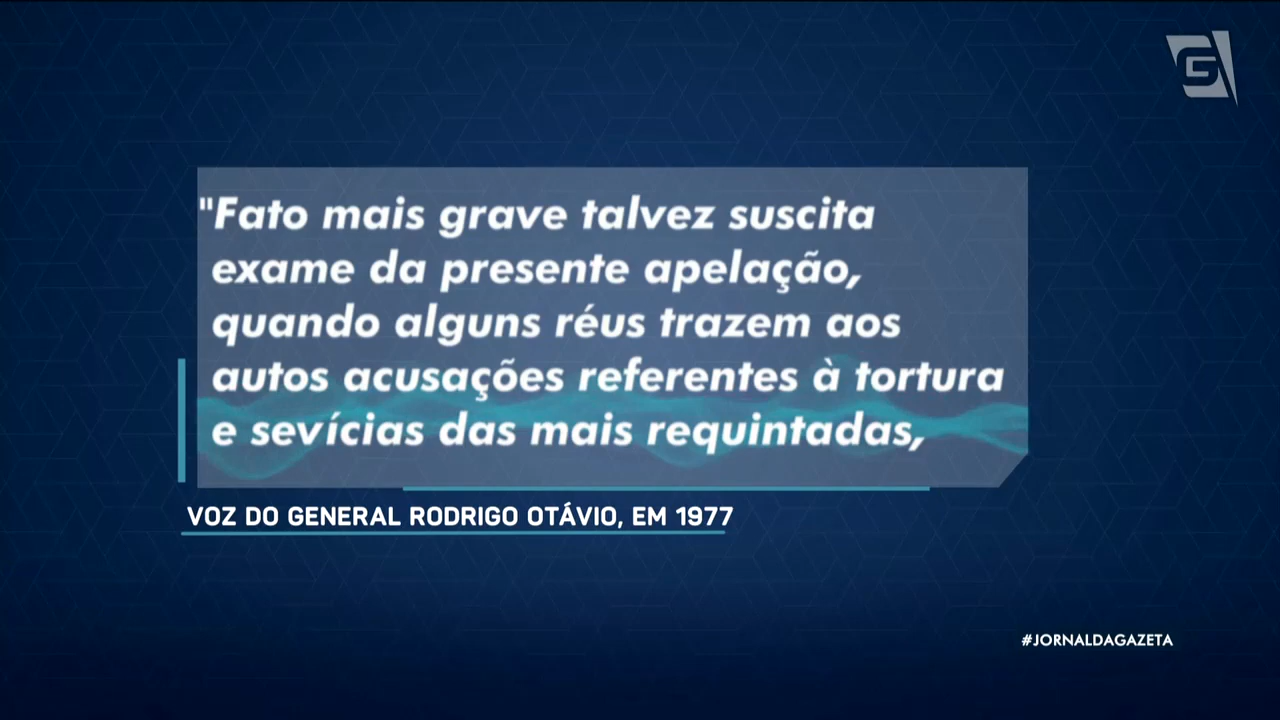 "Fato mais grave talvez suscita
exame da presente apelação,
quando alguns réus trazem aos
autos acusações referentes à tortura
e sevícias das mais requintadas,
VOZ DO GENERAL RODRIGO OTÁVIO, EM 1977
#JORNALDAGAZETA